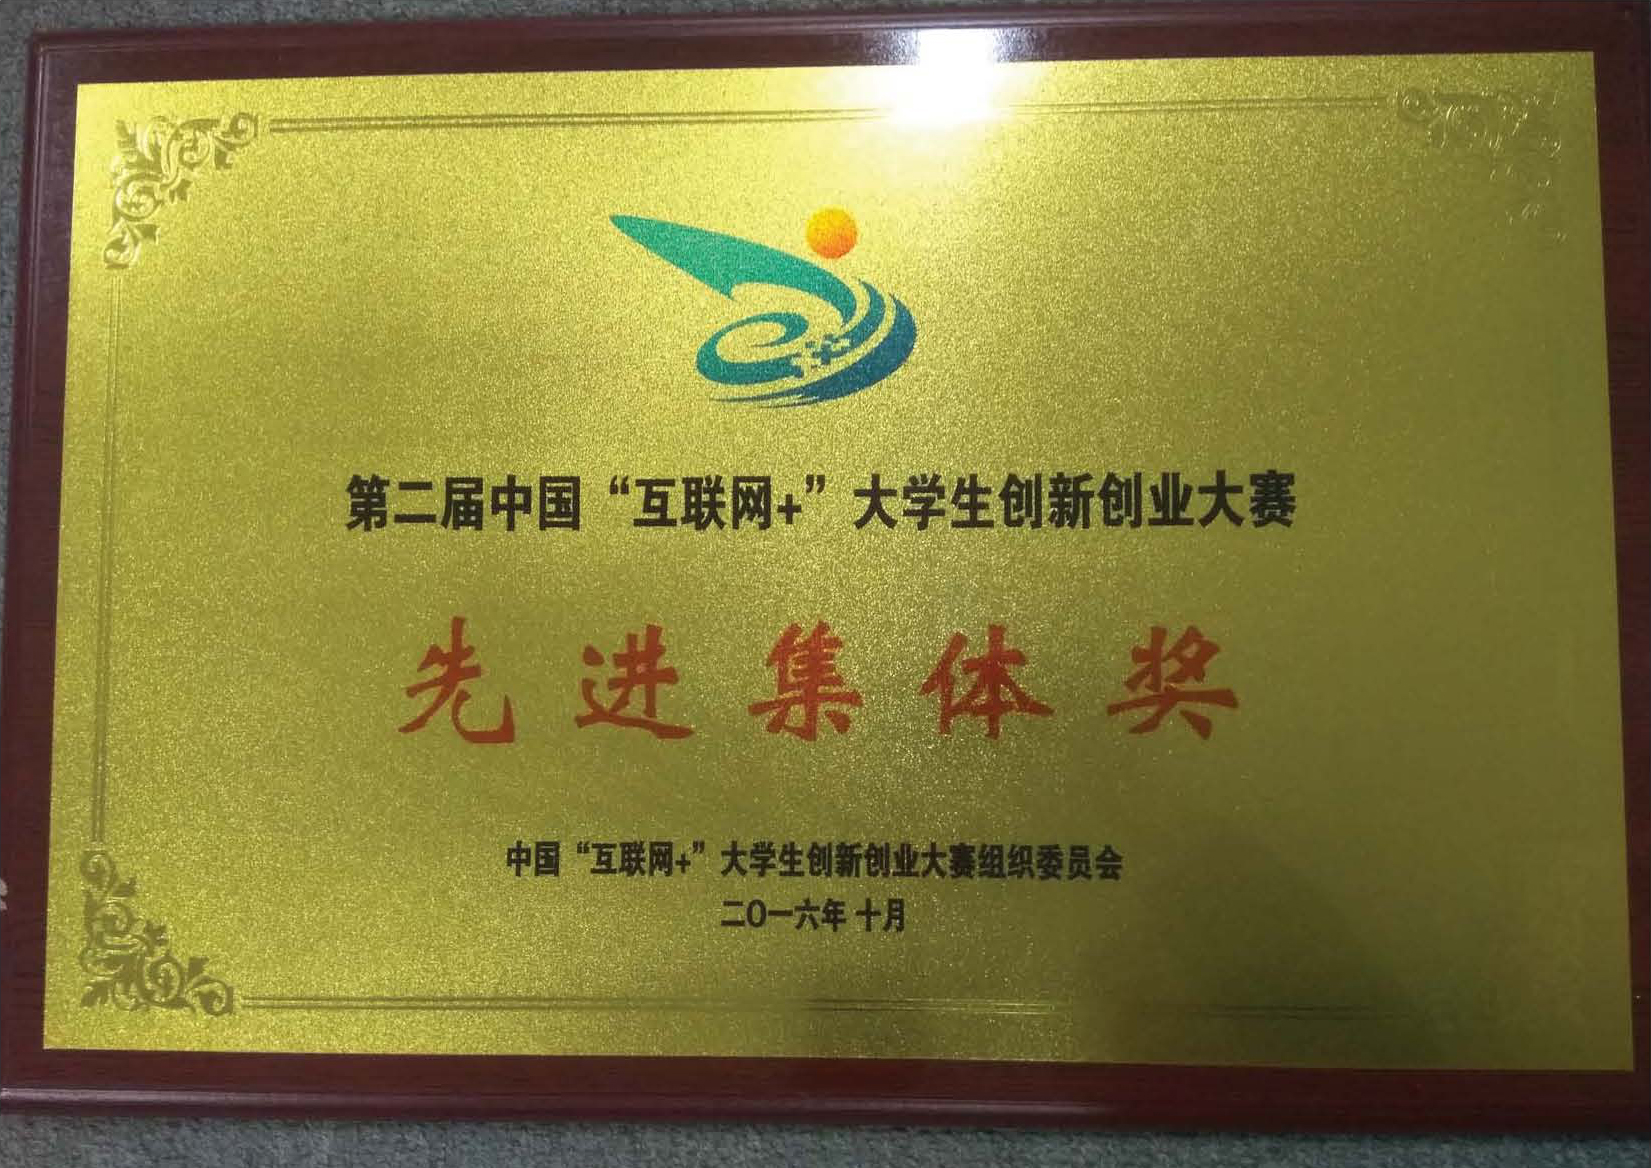 第二届中国“互联网+”大学生创新创业大赛
先进集体奖
中国“互联网+”大学生创新创业大赛组织委员会
二〇一六年 十月